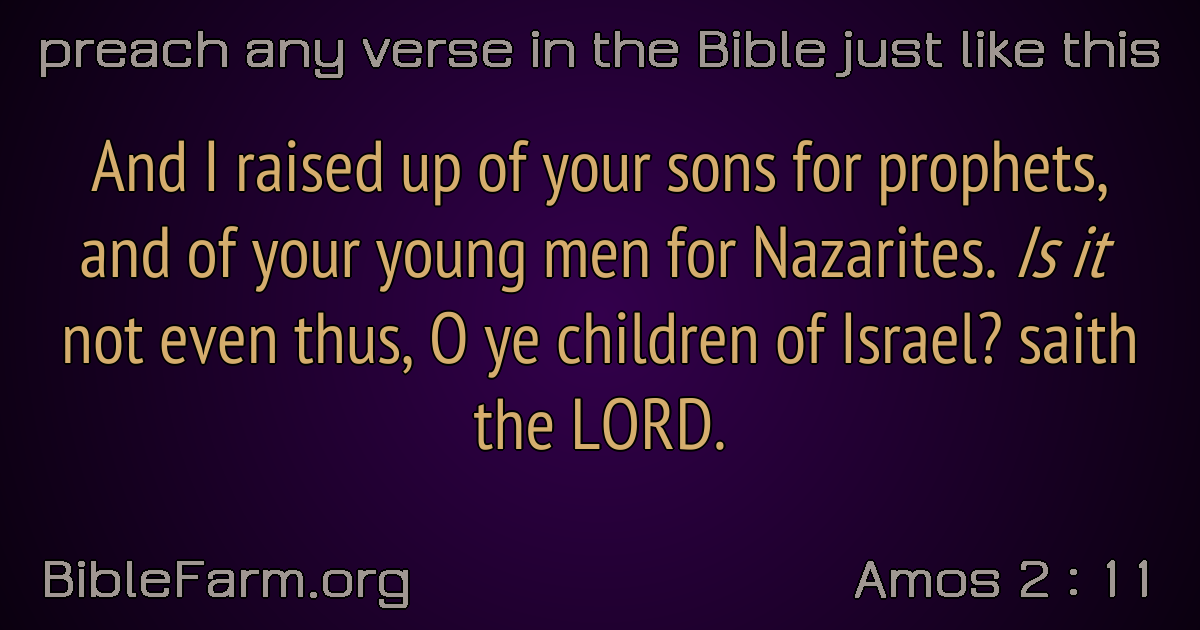 preach any verse in the Bible just like this
And I raised up of your sons for prophets,
and of your young men for Nazarites. Is it
not even thus, O ye children of Israel? saith
the LORD.
BibleFarm.org
Amos 2 : 11